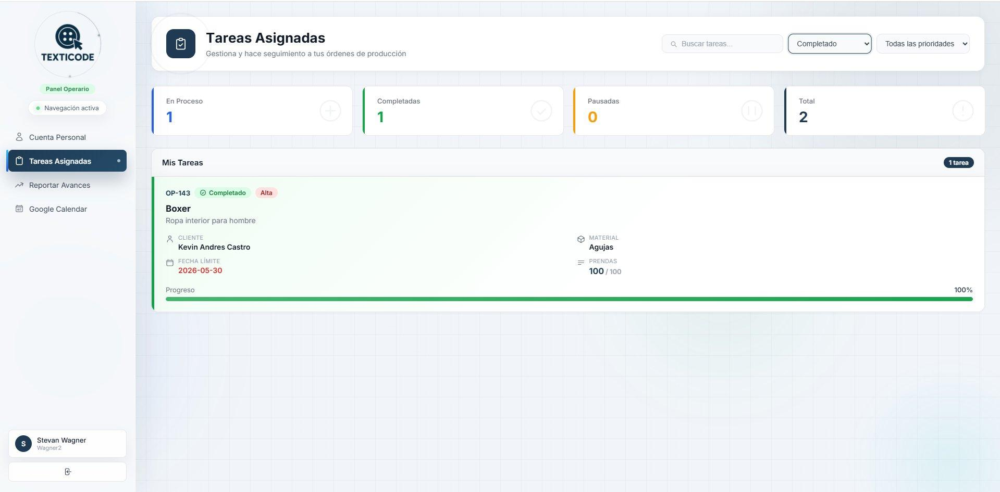 TEXTICODE
Panel Operario
Navegación activa
Cuenta Personal
Tareas Asignadas
Reportar Avances
Google Calendar
Stevan Wagner
S
Wagner2
Tareas Asignadas
Gestiona y hace seguimiento a tus órdenes de producción
Buscar tareas...
Completado
Todas las prioridades
En Proceso
1
Completadas
1
Pausadas
0
Total
2
Mis Tareas
1 tarea
OP-143 Completado Alta
Boxer
Ropa interior para hombre
CLIENTE
Kevin Andres Castro
MATERIAL
Agujas
FECHA LÍMITE
2026-05-30
PRENDAS
100 / 100
Progreso
100%